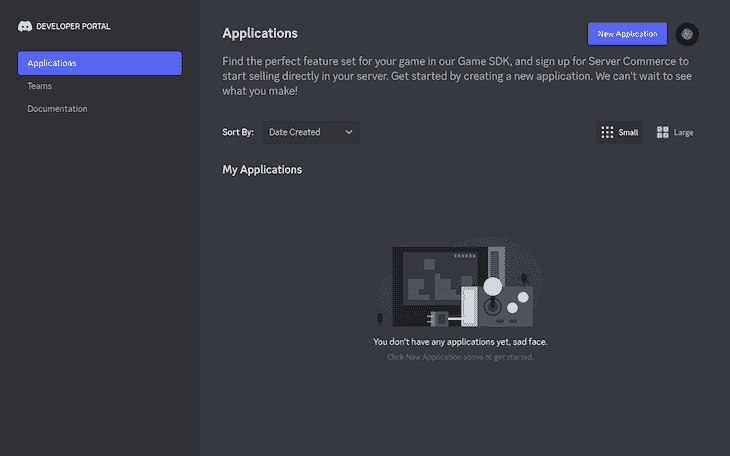 DEVELOPER PORTAL
Applications
Teams
Documentation
Applications
New Application
Find the perfect feature set for your game in our Game SDK, and sign up for Server Commerce to
start selling directly in your server. Get started by creating a new application. We can't wait to see
what you make!
Sort By:
Date Created
Small
Large
My Applications
You don't have any applications yet, sad face.
Click New Application above to get started.